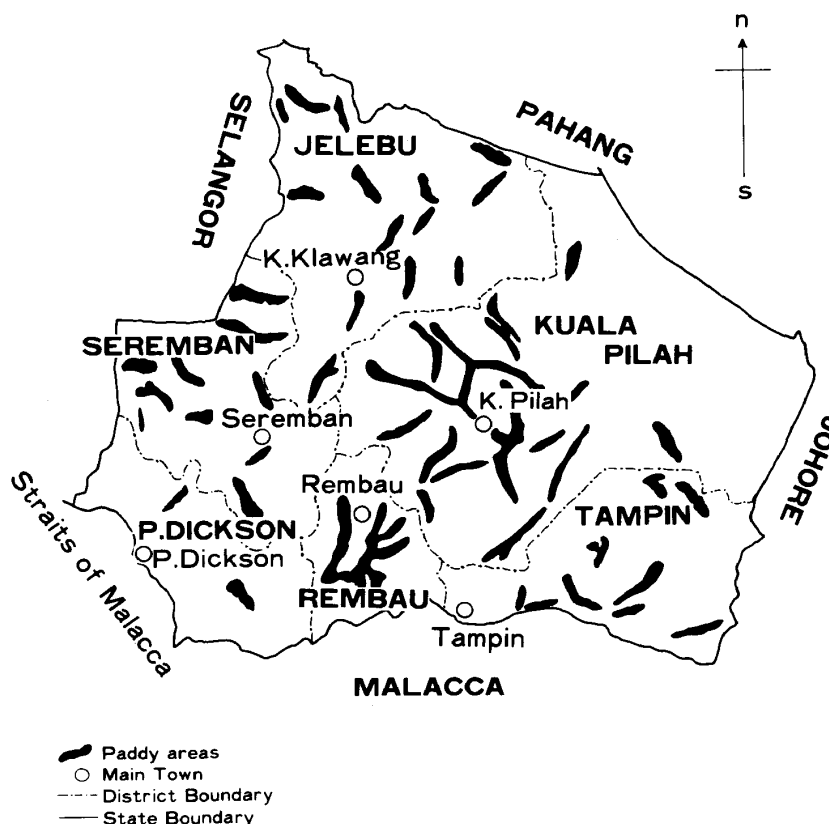 n
s
SELANGOR
PAHANG
JELEBU
K.Klawang
KUALA
PILAH
SEREMBAN
K. Pilah
Seremban
JOHORE
Rembau
Straits of Malacca
P.DICKSON
TAMPIN
P.Dickson
REMBAU
Tampin
MALACCA
Paddy areas
Main Town
District Boundary
State Boundary